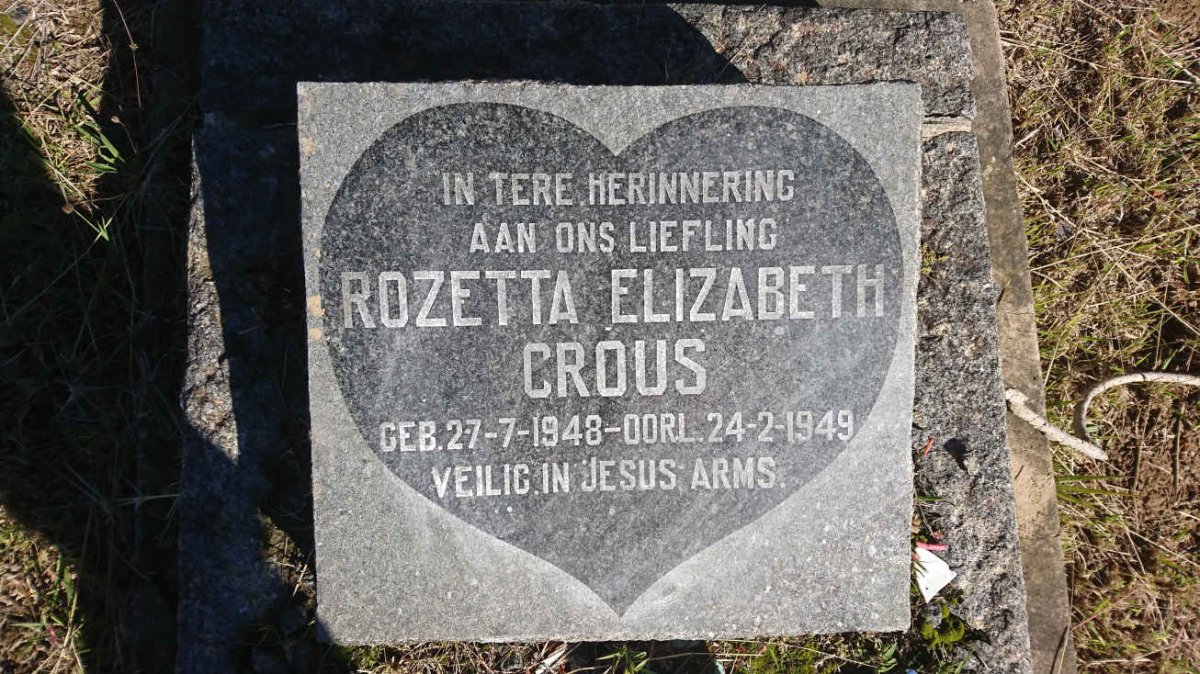 IN TERE HERINNERING
AAN ONS LIEFLING
ROZETTA ELIZABETH
CROUS
GEB. 27-7-1948-OORL. 24-2-1949
VEILIG IN JESUS ARMS.